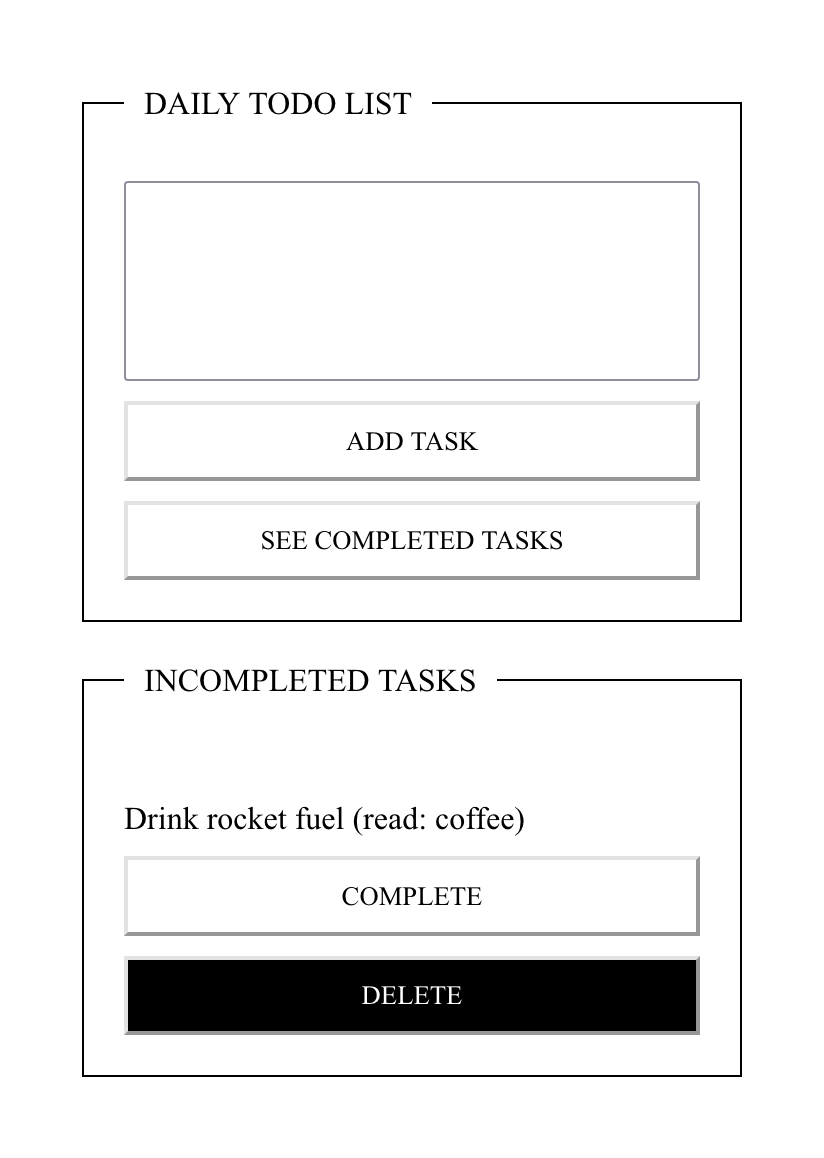 DAILY TODO LIST
ADD TASK
SEE COMPLETED TASKS
INCOMPLETED TASKS
Drink rocket fuel (read: coffee)
COMPLETE
DELETE